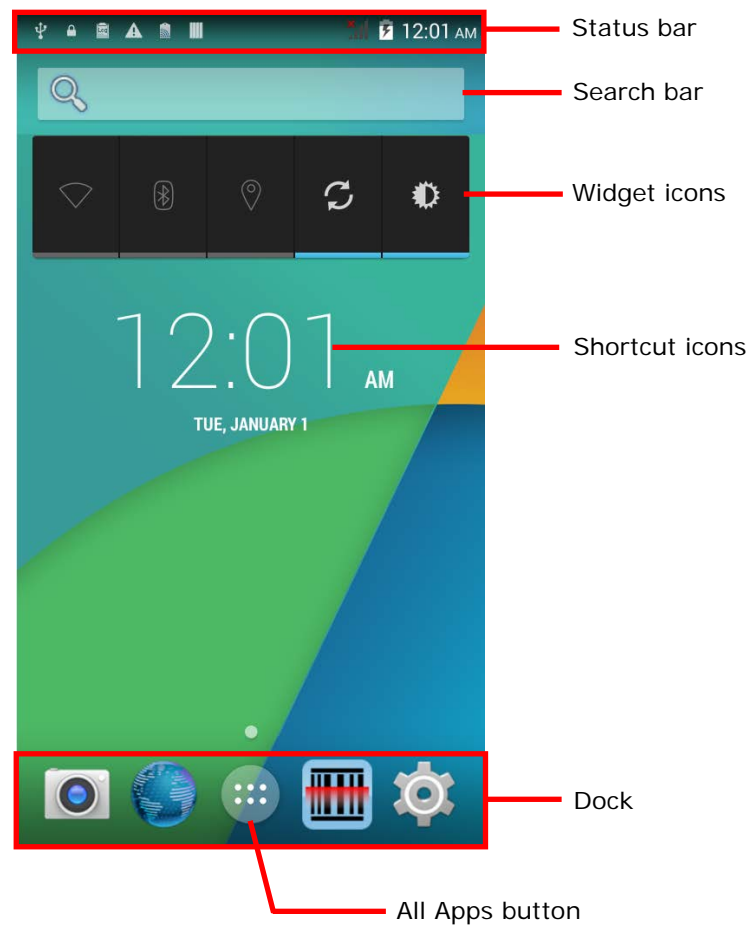 12:01 AM
Status bar
Search bar
Widget icons
12:01 AM
Shortcut icons
TUE, JANUARY 1
Dock
All Apps button